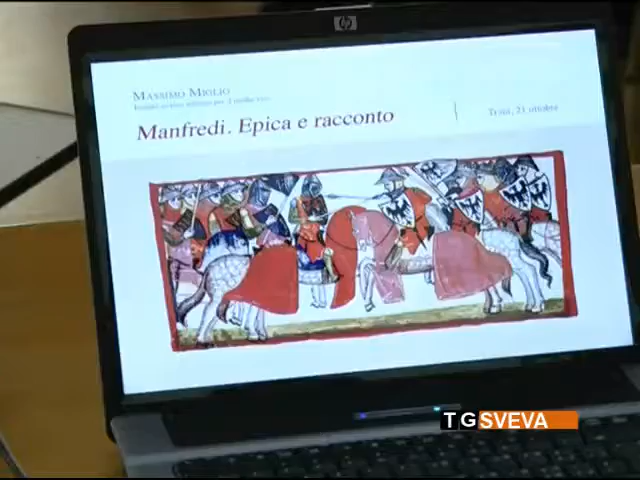 hp
MASSIMO MIGLIO
Manfredi. Epica e racconto
Trani, 21 ottobre
TGSVEVA